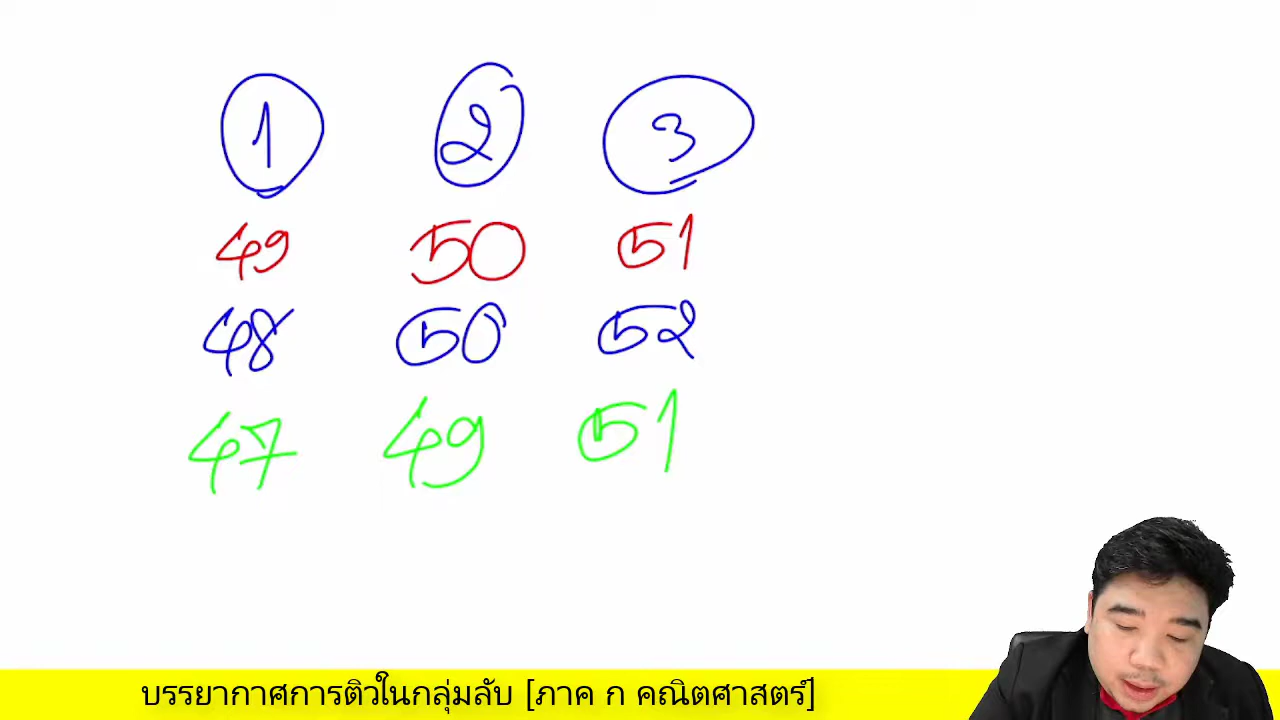 1 2 3
49 50 51
48 50 52
47 49 51
บรรยากาศการติวในกลุ่มลับ [ภาค ก คณิตศาสตร์]